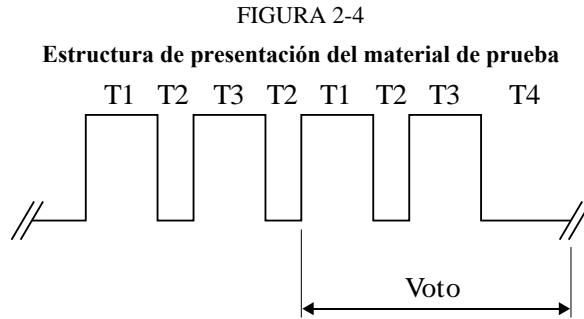 FIGURA 2-4
Estructura de presentación del material de prueba
T1 T2 T3 T2 T1 T2 T3 T4
Voto